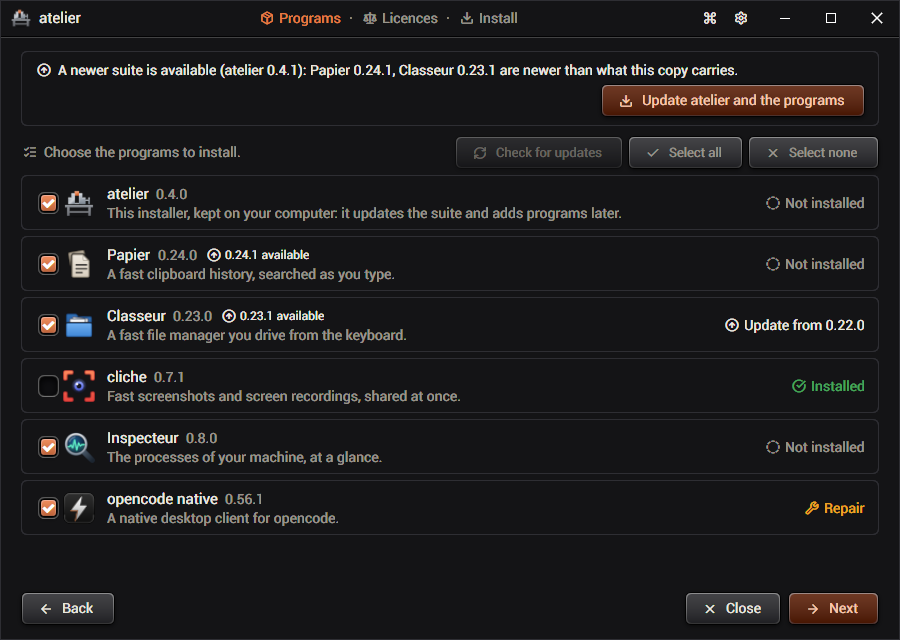 atelier
Programs · Licences · Install
A newer suite is available (atelier 0.4.1): Papier 0.24.1, Classeur 0.23.1 are newer than what this copy carries.
Update atelier and the programs
Choose the programs to install.
Check for updates
Select all
Select none
atelier 0.4.0
This installer, kept on your computer: it updates the suite and adds programs later.
Not installed
Papier 0.24.0 0.24.1 available
A fast clipboard history, searched as you type.
Not installed
Classeur 0.23.0 0.23.1 available
A fast file manager you drive from the keyboard.
Update from 0.22.0
cliche 0.7.1
Fast screenshots and screen recordings, shared at once.
Installed
Inspecteur 0.8.0
The processes of your machine, at a glance.
Not installed
opencode native 0.56.1
A native desktop client for opencode.
Repair
Back
Close
Next